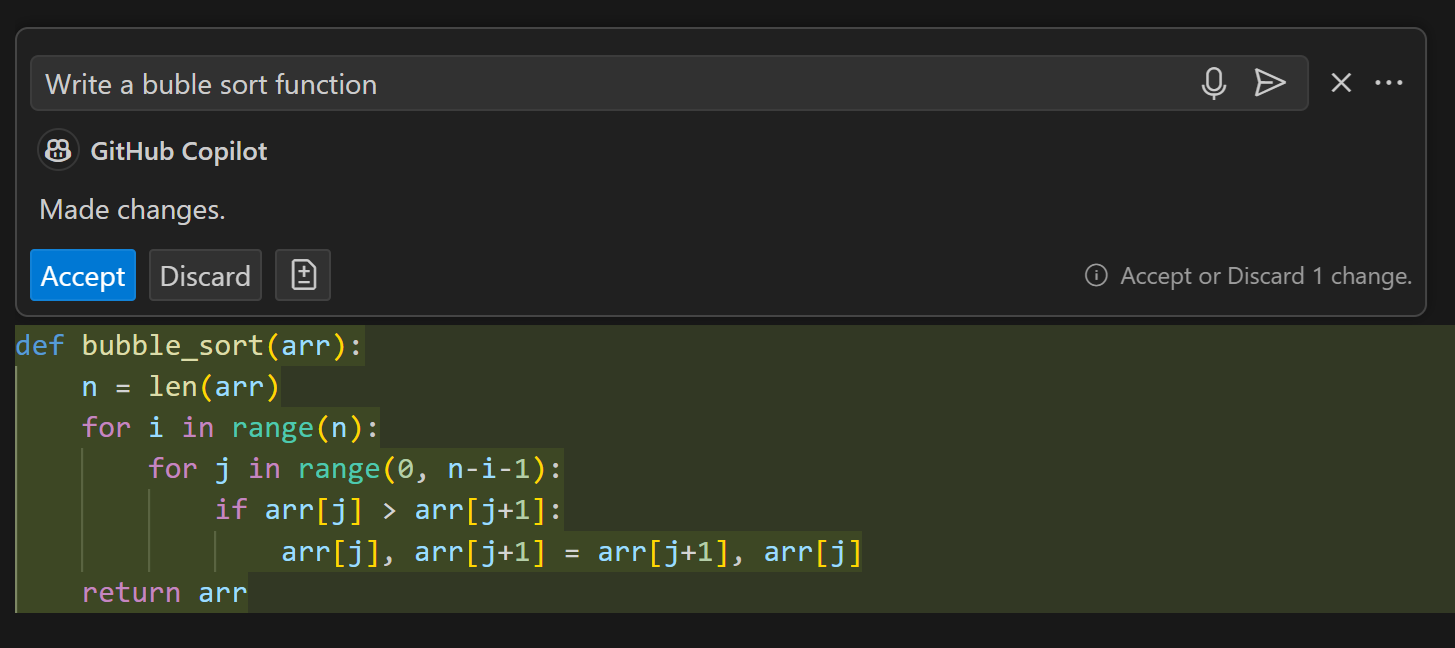 Write a buble sort function
GitHub Copilot
Made changes.
Accept Discard Accept or Discard 1 change.
def bubble_sort(arr):
    n = len(arr)
    for i in range(n):
        for j in range(0, n-i-1):
            if arr[j] > arr[j+1]:
                arr[j], arr[j+1] = arr[j+1], arr[j]
    return arr